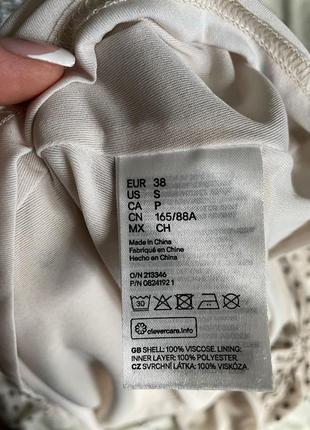 EUR 38
US S
CA P
CN 165/88A
MX CH
Made in China
Fabriqué en Chine
Hecho en China
O/N 213346
P/N 0824192 1
30
clevercare.info
GB SHELL: 100% VISCOSE. LINING:
INNER LAYER: 100% POLYESTER.
CZ SVRCHNÍ LÁTKA: 100% VISKÓZA.